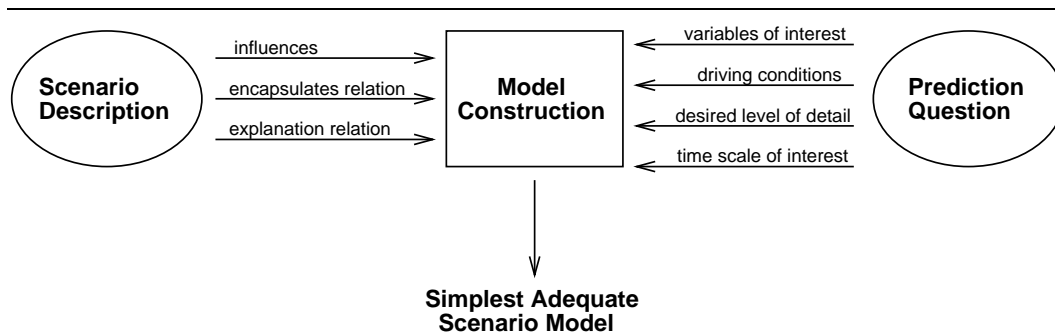 Scenario
Description
influences
encapsulates relation
explanation relation
Model
Construction
variables of interest
driving conditions
desired level of detail
time scale of interest
Prediction
Question
Simplest Adequate
Scenario Model